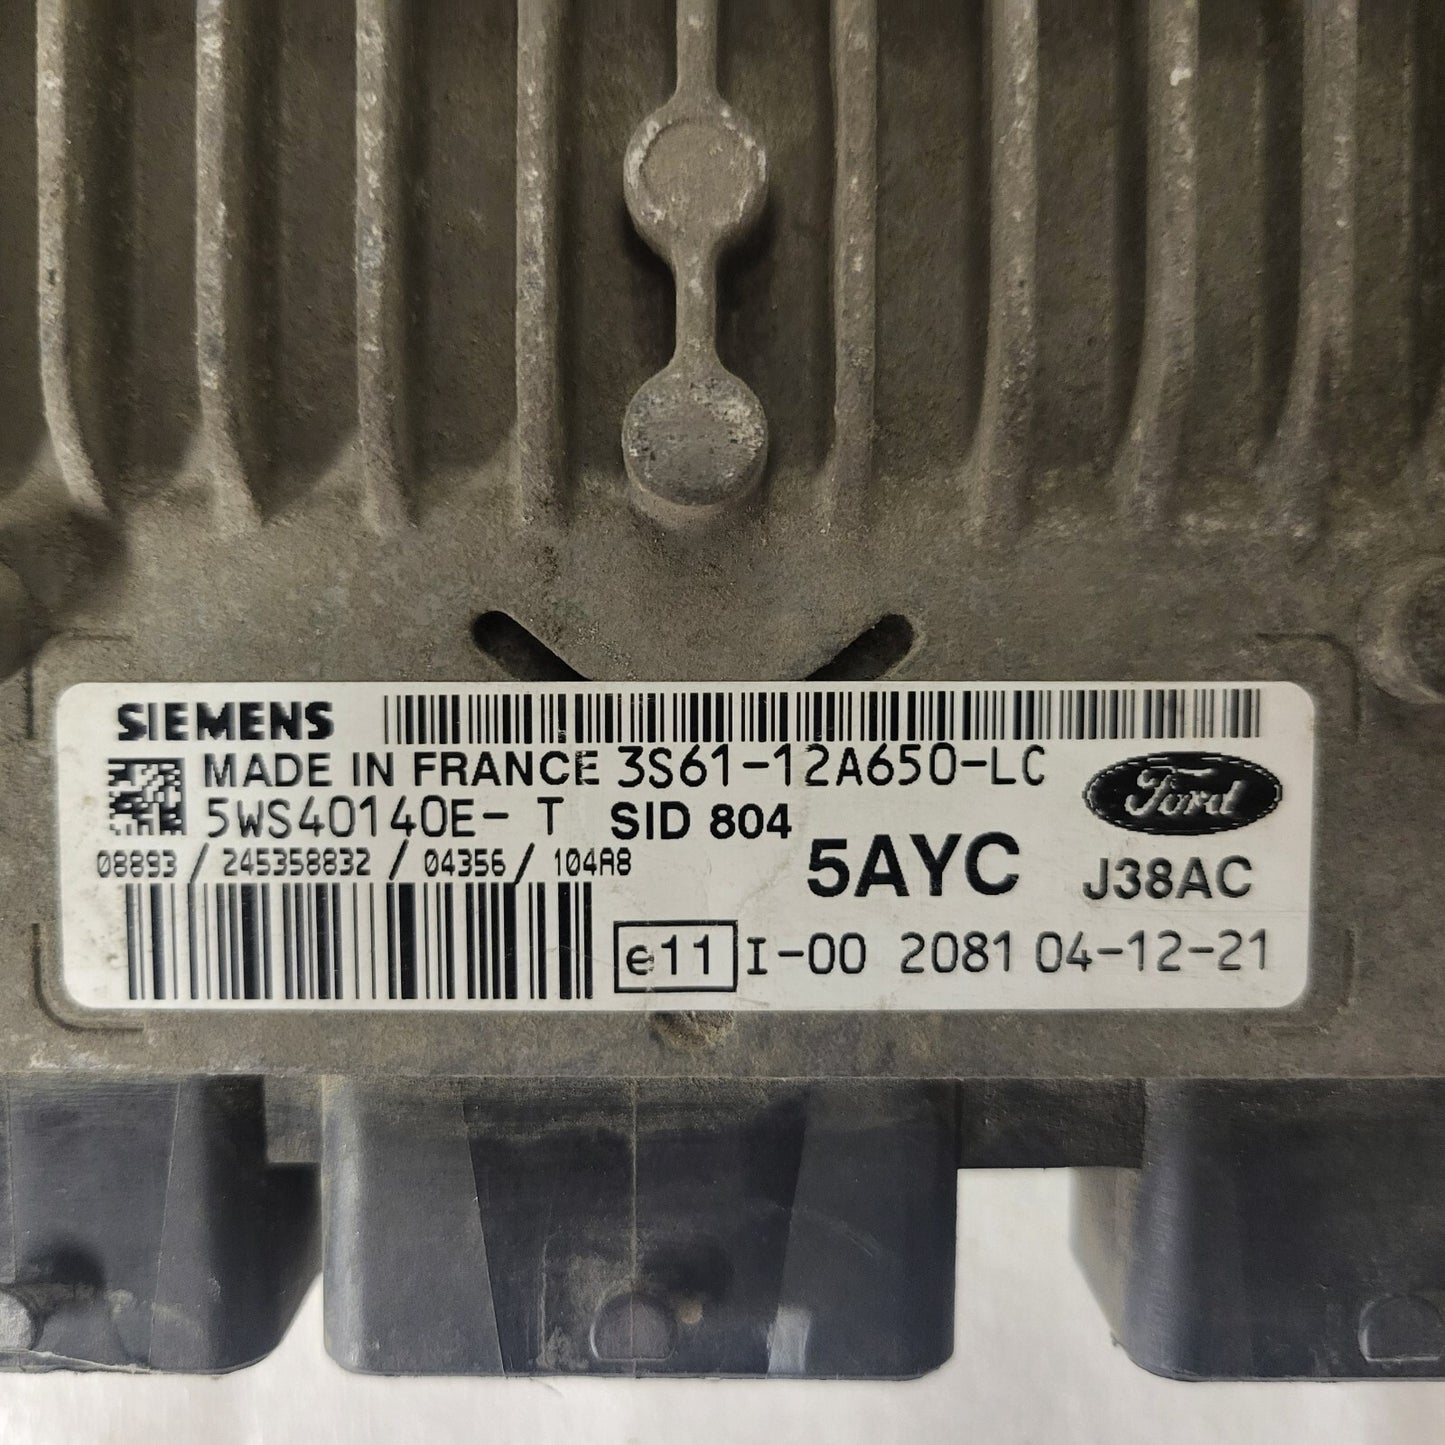 SIEMENS
MADE IN FRANCE 3S61-12A650-LC
Ford
5WS40140E- T SID 804
08893 / 245358832 / 04356 / 104A8
5AYC J38AC
e11 I-00 2081 04-12-21